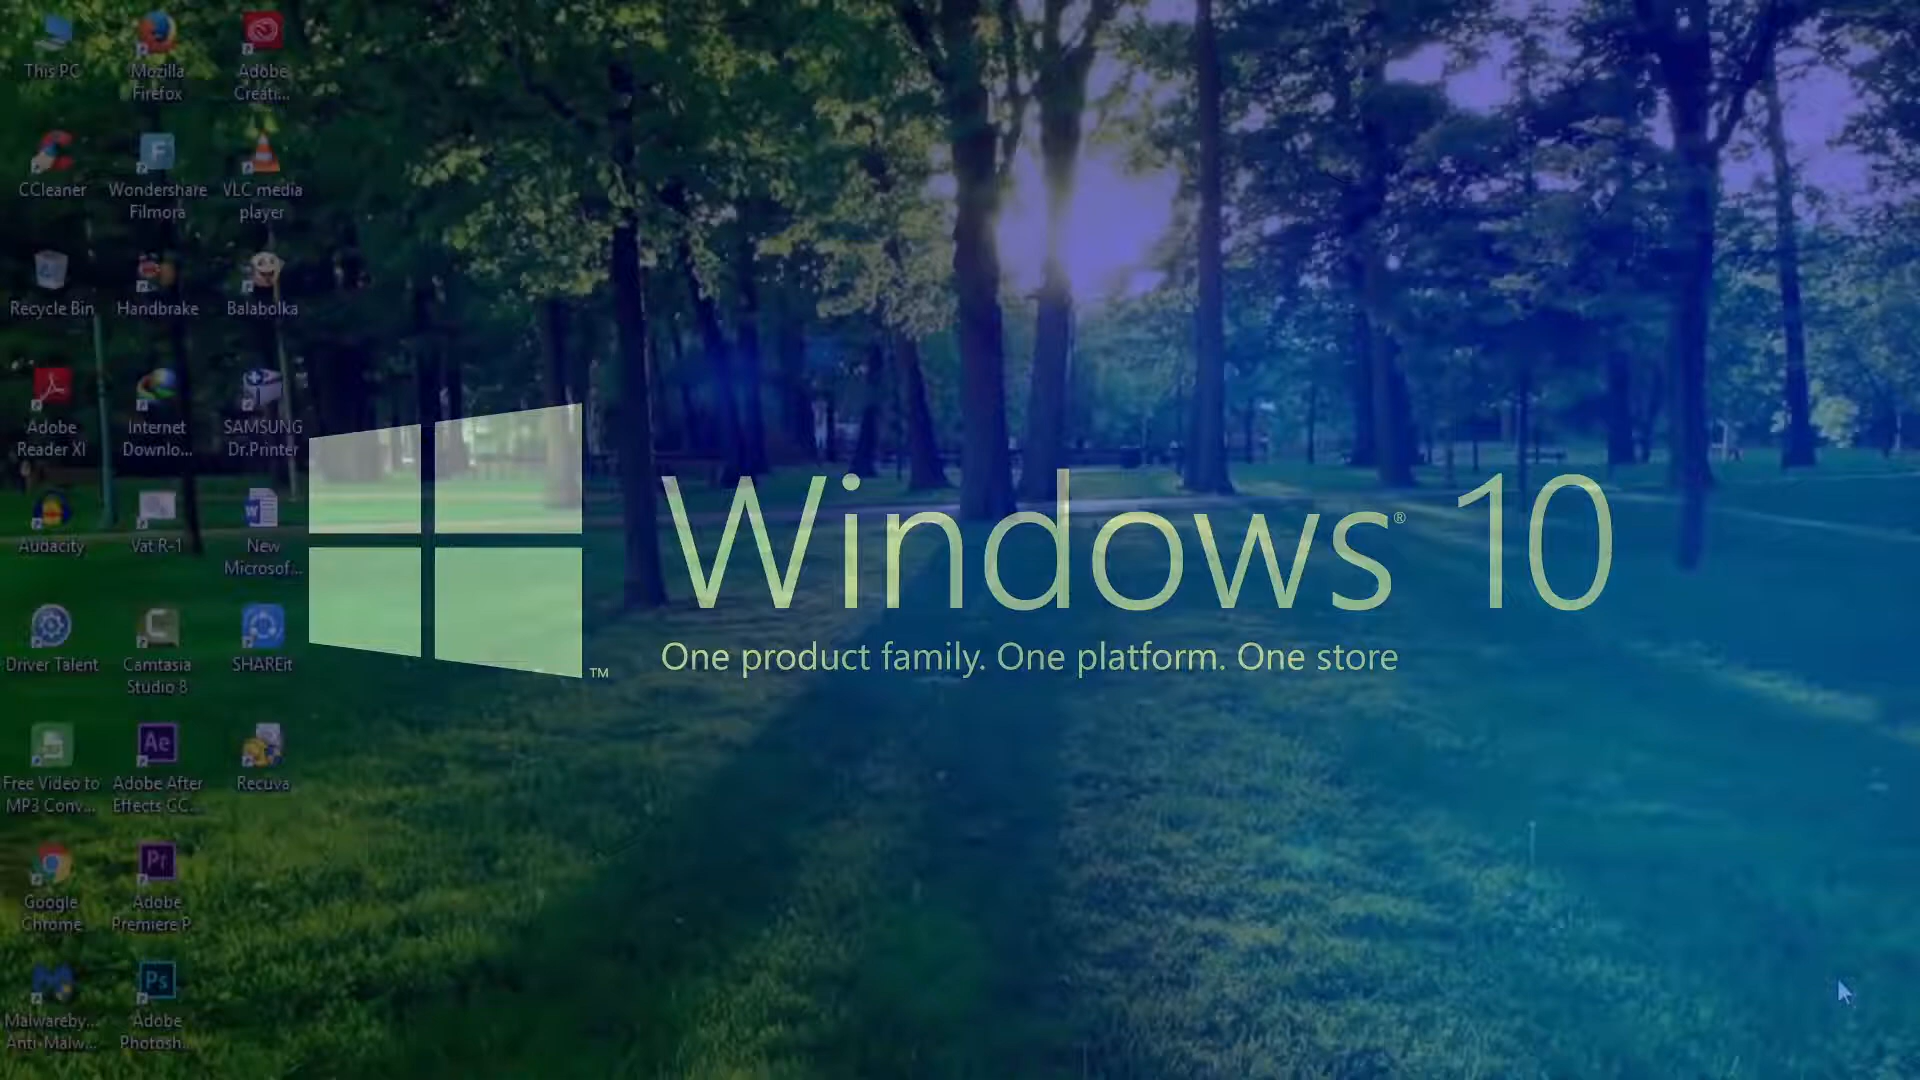 This PC
Mozilla
Firefox
Adobe
Creati...
CCleaner
Wondershare
Filmora
VLC media
player
Recycle Bin
Handbrake
Balabolka
Adobe
Reader XI
Internet
Downlo...
SAMSUNG
Dr.Printer
Audacity
Vat R-1
New
Microsof...
Driver Talent
Camtasia
Studio 8
SHAREit
Free Video to
MP3 Conv...
Adobe After
Effects CC...
Recuva
Google
Chrome
Adobe
Premiere P...
Malwareby...
Anti-Malw...
Adobe
Photosh...
Windows® 10
™
One product family. One platform. One store